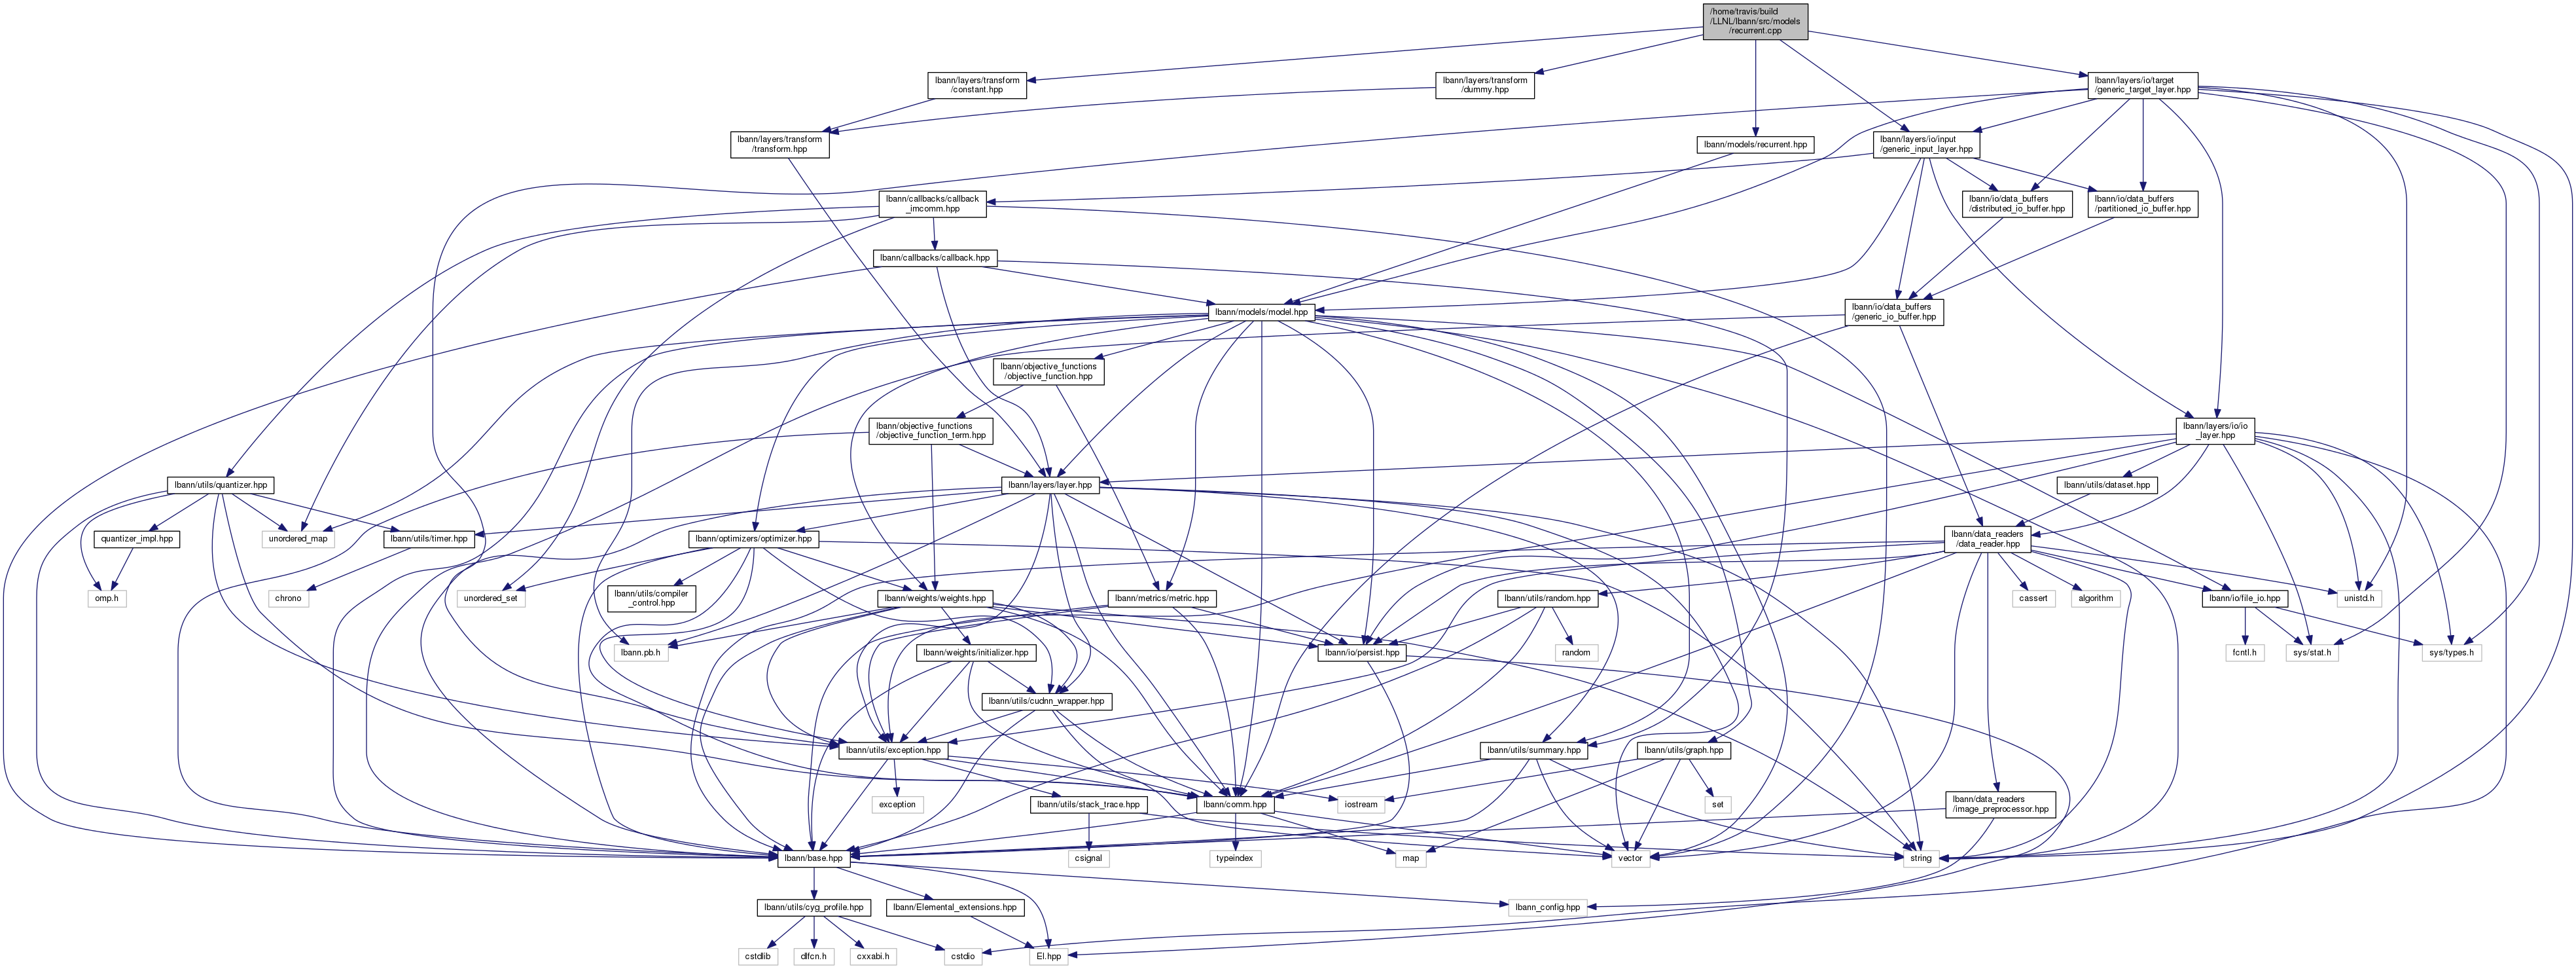 /home/travis/build
/LLNL/lbann/src/models
/recurrent.cpp
lbann/layers/transform
/constant.hpp
lbann/layers/transform
/dummy.hpp
lbann/layers/io/target
/generic_target_layer.hpp
lbann/layers/transform
/transform.hpp
lbann/models/recurrent.hpp
lbann/layers/io/input
/generic_input_layer.hpp
lbann/callbacks/callback
_imcomm.hpp
lbann/io/data_buffers
/distributed_io_buffer.hpp
lbann/io/data_buffers
/partitioned_io_buffer.hpp
lbann/callbacks/callback.hpp
lbann/models/model.hpp
lbann/io/data_buffers
/generic_io_buffer.hpp
lbann/objective_functions
/objective_function.hpp
lbann/objective_functions
/objective_function_term.hpp
lbann/layers/io/io
_layer.hpp
lbann/utils/quantizer.hpp
lbann/layers/layer.hpp
lbann/utils/dataset.hpp
quantizer_impl.hpp
unordered_map
lbann/utils/timer.hpp
lbann/optimizers/optimizer.hpp
lbann/data_readers
/data_reader.hpp
omp.h
chrono
unordered_set
lbann/utils/compiler
_control.hpp
lbann/weights/weights.hpp
lbann/metrics/metric.hpp
lbann/utils/random.hpp
cassert
algorithm
lbann/io/file_io.hpp
unistd.h
lbann.pb.h
lbann/weights/initializer.hpp
lbann/io/persist.hpp
random
fcntl.h
sys/stat.h
sys/types.h
lbann/utils/cudnn_wrapper.hpp
lbann/utils/exception.hpp
lbann/utils/summary.hpp
lbann/utils/graph.hpp
exception
lbann/utils/stack_trace.hpp
lbann/comm.hpp
iostream
set
lbann/data_readers
/image_preprocessor.hpp
lbann/base.hpp
csignal
typeindex
map
vector
string
lbann/utils/cyg_profile.hpp
lbann/Elemental_extensions.hpp
lbann_config.hpp
cstdlib
dlfcn.h
cxxabi.h
cstdio
El.hpp